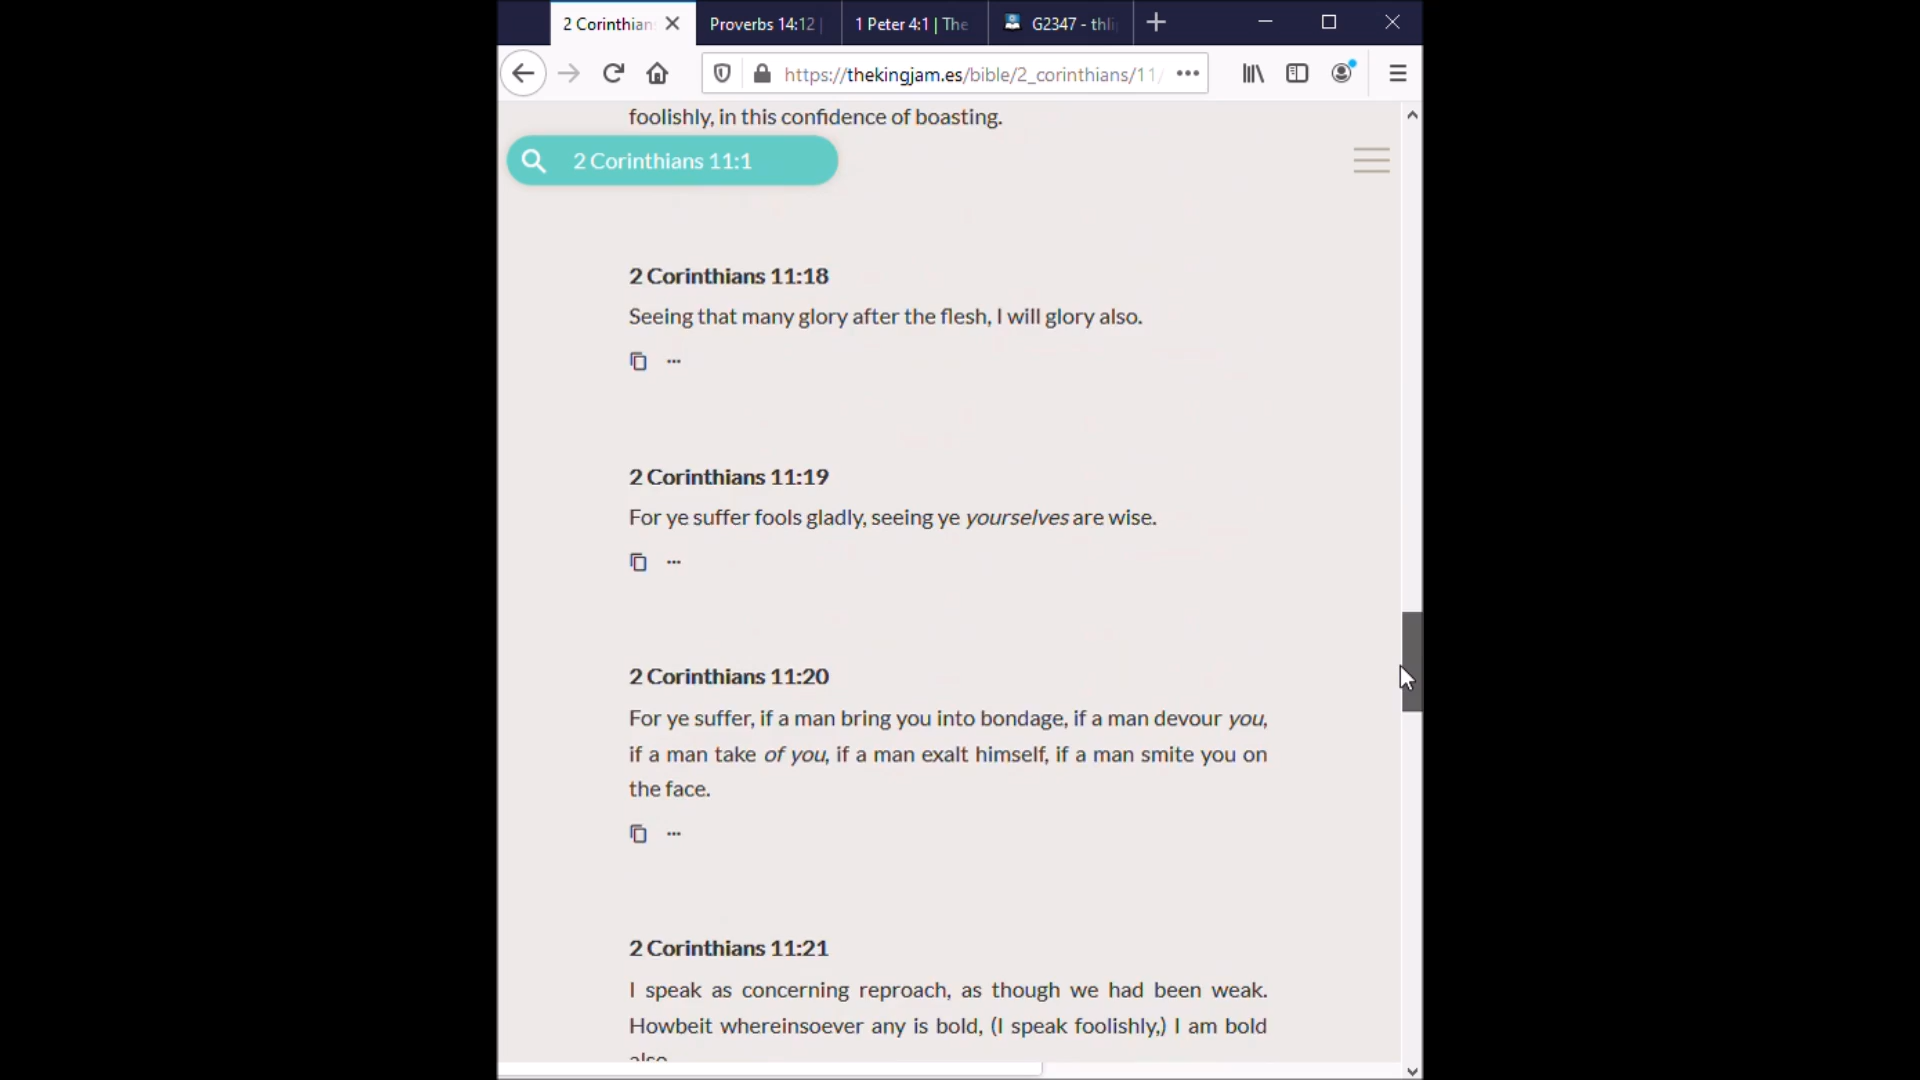 2 Corinthian
Proverbs 14:12
1 Peter 4:1 | The
G2347 - thli
https://thekingjam.es/bible/2_corinthians/11/
foolishly, in this confidence of boasting.
2 Corinthians 11:1
2 Corinthians 11:18
Seeing that many glory after the flesh, I will glory also.
2 Corinthians 11:19
For ye suffer fools gladly, seeing ye yourselves are wise.
2 Corinthians 11:20
For ye suffer, if a man bring you into bondage, if a man devour you,
if a man take of you, if a man exalt himself, if a man smite you on
the face.
2 Corinthians 11:21
I speak as concerning reproach, as though we had been weak.
Howbeit whereinsoever any is bold, (I speak foolishly,) I am bold
also